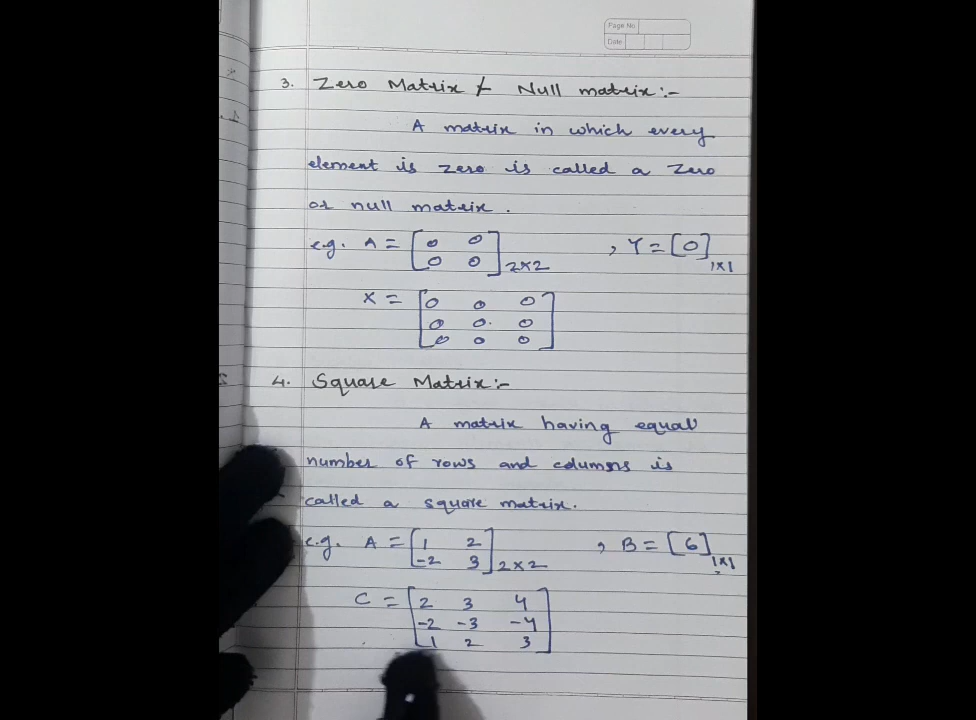 Page No
Date
3. Zero Matrix / Null matrix:-
A matrix in which every
element is zero is called a Zero
or null matrix.
e.g. A = [0 0
0 0]2×2 , Y = [0]1×1
X = [0 0 0
0 0 0
0 0 0]
4. Square Matrix:-
A matrix having equal
number of rows and columns is
called a square matrix.
e.g. A = [1 2
-2 3]2×2 , B = [6]1×1
C = [2 3 4
-2 -3 -4
1 2 3]